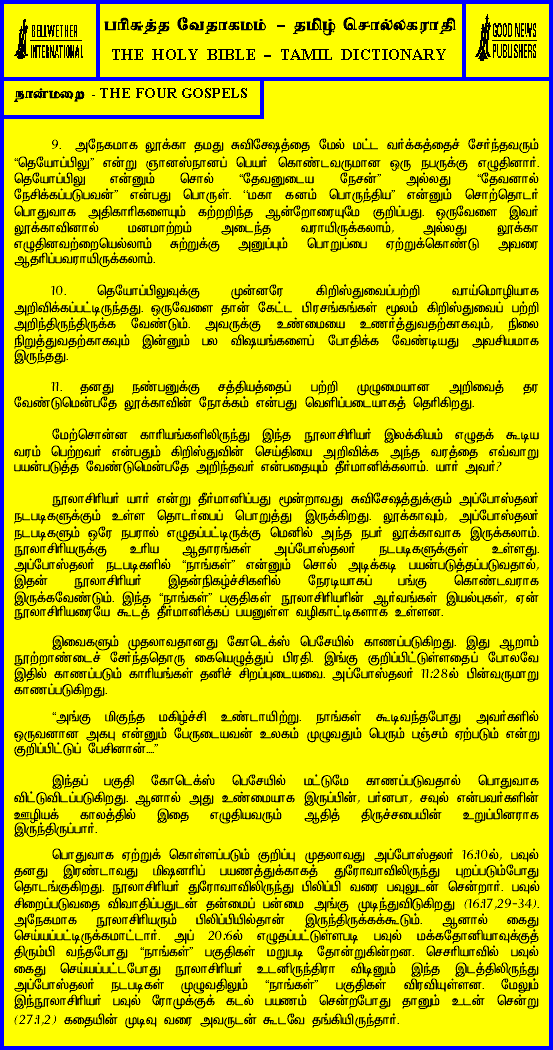 BELLWETHER
INTERNATIONAL
பரிசுத்த வேதாகமம் – தமிழ் சொல்லகராதி
THE HOLY BIBLE – TAMIL DICTIONARY
GOOD NEWS
PUBLISHERS
நான்மறை - THE FOUR GOSPELS
9. அநேகமாக லூக்கா தமது சுவிசேஷத்தை மேல் மட்ட வர்க்கத்தைச் சேர்ந்தவரும்
“தெயோப்பிலு” என்று ஞானஸ்நானப் பெயர் கொண்டவருமான ஒரு நபருக்கு எழுதினார்.
தெயோப்பிலு என்னும் சொல் “தேவனுடைய நேசன்” அல்லது “தேவனால்
நேசிக்கப்படுபவன்” என்பது பொருள். “மகா கனம் பொருந்திய” என்னும் சொற்தொடர்
பொதுவாக அதிகாரிகளையும் கற்றறிந்த ஆன்றோரையுமே குறிப்பது. ஒருவேளை இவர்
லூக்காவினால் மனமாற்றம் அடைந்த வராயிருக்கலாம், அல்லது லூக்கா
எழுதினவற்றையெல்லாம் சுற்றுக்கு அனுப்பும் பொறுப்பை ஏற்றுக்கொண்டு அவரை
ஆதரிப்பவராயிருக்கலாம்.
10. தெயோப்பிலுவுக்கு முன்னரே கிறிஸ்துவைப்பற்றி வாய்மொழியாக
அறிவிக்கப்பட்டிருந்தது. ஒருவேளை தான் கேட்ட பிரசங்கங்கள் மூலம் கிறிஸ்துவைப் பற்றி
அறிந்திருந்திருக்க வேண்டும். அவருக்கு உண்மையை உணர்த்துவதற்காகவும், நிலை
நிறுத்துவதற்காகவும் இன்னும் பல விஷயங்களைப் போதிக்க வேண்டியது அவசியமாக
இருந்தது.
11. தனது நண்பனுக்கு சத்தியத்தைப் பற்றி முழுமையான அறிவைத் தர
வேண்டுமென்பதே லூக்காவின் நோக்கம் என்பது வெளிப்படையாகத் தெரிகிறது.
மேற்சொன்ன காரியங்களிலிருந்து இந்த நூலாசிரியர் இலக்கியம் எழுதக் கூடிய
வரம் பெற்றவர் என்பதும் கிறிஸ்துவின் செய்தியை அறிவிக்க அந்த வரத்தை எவ்வாறு
பயன்படுத்த வேண்டுமென்பதே அறிந்தவர் என்பதையும் தீர்மானிக்கலாம். யார் அவர்?
நூலாசிரியர் யார் என்று தீர்மானிப்பது மூன்றாவது சுவிசேஷத்துக்கும் அப்போஸ்தலர்
நடபடிகளுக்கும் உள்ள தொடர்பைப் பொறுத்து இருக்கிறது. லூக்காவும், அப்போஸ்தலர்
நடபடிகளும் ஒரே நபரால் எழுதப்பட்டிருக்கு மெனில் அந்த நபர் லூக்காவாக இருக்கலாம்.
நூலாசிரியருக்கு உரிய ஆதாரங்கள் அப்போஸ்தலர் நடபடிகளுக்குள் உள்ளது.
அப்போஸ்தலர் நடபடிகளில் “நாங்கள்” என்னும் சொல் அடிக்கடி பயன்படுத்தப்படுவதால்,
இதன் நூலாசிரியர் இதன்நிகழ்ச்சிகளில் நேரடியாகப் பங்கு கொண்டவராக
இருக்கவேண்டும். இந்த “நாங்கள்” பகுதிகள் நூலாசிரியரின் ஆர்வங்கள் இயல்புகள், ஏன்
நூலாசிரியரையே கூடத் தீர்மானிக்கப் பயனுள்ள வழிகாட்டிகளாக உள்ளன.
இவைகளும் முதலாவதானது கோடெக்ஸ் பெசேயில் காணப்படுகிறது. இது ஆறாம்
நூற்றாண்டைச் சேர்ந்ததொரு கையெழுத்துப் பிரதி. இங்கு குறிப்பிட்டுள்ளதைப் போலவே
இதில் காணப்படும் காரியங்கள் தனிச் சிறப்புடையவை. அப்போஸ்தலர் 11:28ல் பின்வருமாறு
காணப்படுகிறது.
“அங்கு மிகுந்த மகிழ்ச்சி உண்டாயிற்று. நாங்கள் கூடிவந்தபோது அவர்களில்
ஒருவனான அகபு என்னும் பேருடையவன் உலகம் முழுவதும் பெரும் பஞ்சம் ஏற்படும் என்று
குறிப்பிட்டுப் பேசினான்....”
இந்தப் பகுதி கோடெக்ஸ் பெசேயில் மட்டுமே காணப்படுவதால் பொதுவாக
விட்டுவிடப்படுகிறது. ஆனால் அது உண்மையாக இருப்பின், பர்னபா, சவுல் என்பவர்களின்
ஊழியக் காலத்தில் இதை எழுதியவரும் ஆதித் திருச்சபையின் உறுப்பினராக
இருந்திருப்பார்.
பொதுவாக ஏற்றுக் கொள்ளப்படும் குறிப்பு முதலாவது அப்போஸ்தலர் 16:10ல், பவுல்
தனது இரண்டாவது மிஷனரிப் பயணத்துக்காகத் துரோவாவிலிருந்து புறப்படும்போது
தொடங்குகிறது. நூலாசிரியர் துரோவாவிலிருந்து பிலிப்பி வரை பவுலுடன் சென்றார். பவுல்
சிறைப்படுவதை விவாதிப்பதுடன் தன்மைப் பன்மை அங்கு முடிந்துவிடுகிறது (16:17,29-34).
அநேகமாக நூலாசிரியரும் பிலிப்பியில்தான் இருந்திருக்கக்கூடும். ஆனால் கைது
செய்யப்பட்டிருக்கமாட்டார். அப் 20:6ல் எழுதப்பட்டுள்ளபடி பவுல் மக்கதோனியாவுக்குத்
திரும்பி வந்தபோது “நாங்கள்” பகுதிகள் மறுபடி தோன்றுகின்றன. செசரியாவில் பவுல்
கைது செய்யப்பட்டபோது நூலாசிரியர் உடனிருந்திரா விடினும் இந்த இடத்திலிருந்து
அப்போஸ்தலர் நடபடிகள் முழுவதிலும் “நாங்கள்” பகுதிகள் விரவியுள்ளன. மேலும்
இந்நூலாசிரியர் பவுல் ரோமுக்குக் கடல் பயணம் சென்றபோது தானும் உடன் சென்று
(27:1,2) கதையின் முடிவு வரை அவருடன் கூடவே தங்கியிருந்தார்.